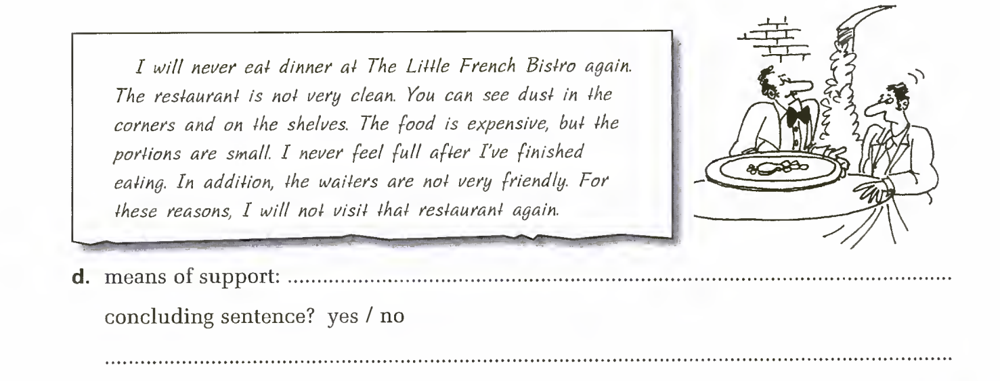 I will never eat dinner at The Little French Bistro again.
The restaurant is not very clean. You can see dust in the
corners and on the shelves. The food is expensive, but the
portions are small. I never feel full after I've finished
eating. In addition, the waiters are not very friendly. For
these reasons, I will not visit that restaurant again.
d. means of support: ........................................................................
concluding sentence? yes / no
........................................................................